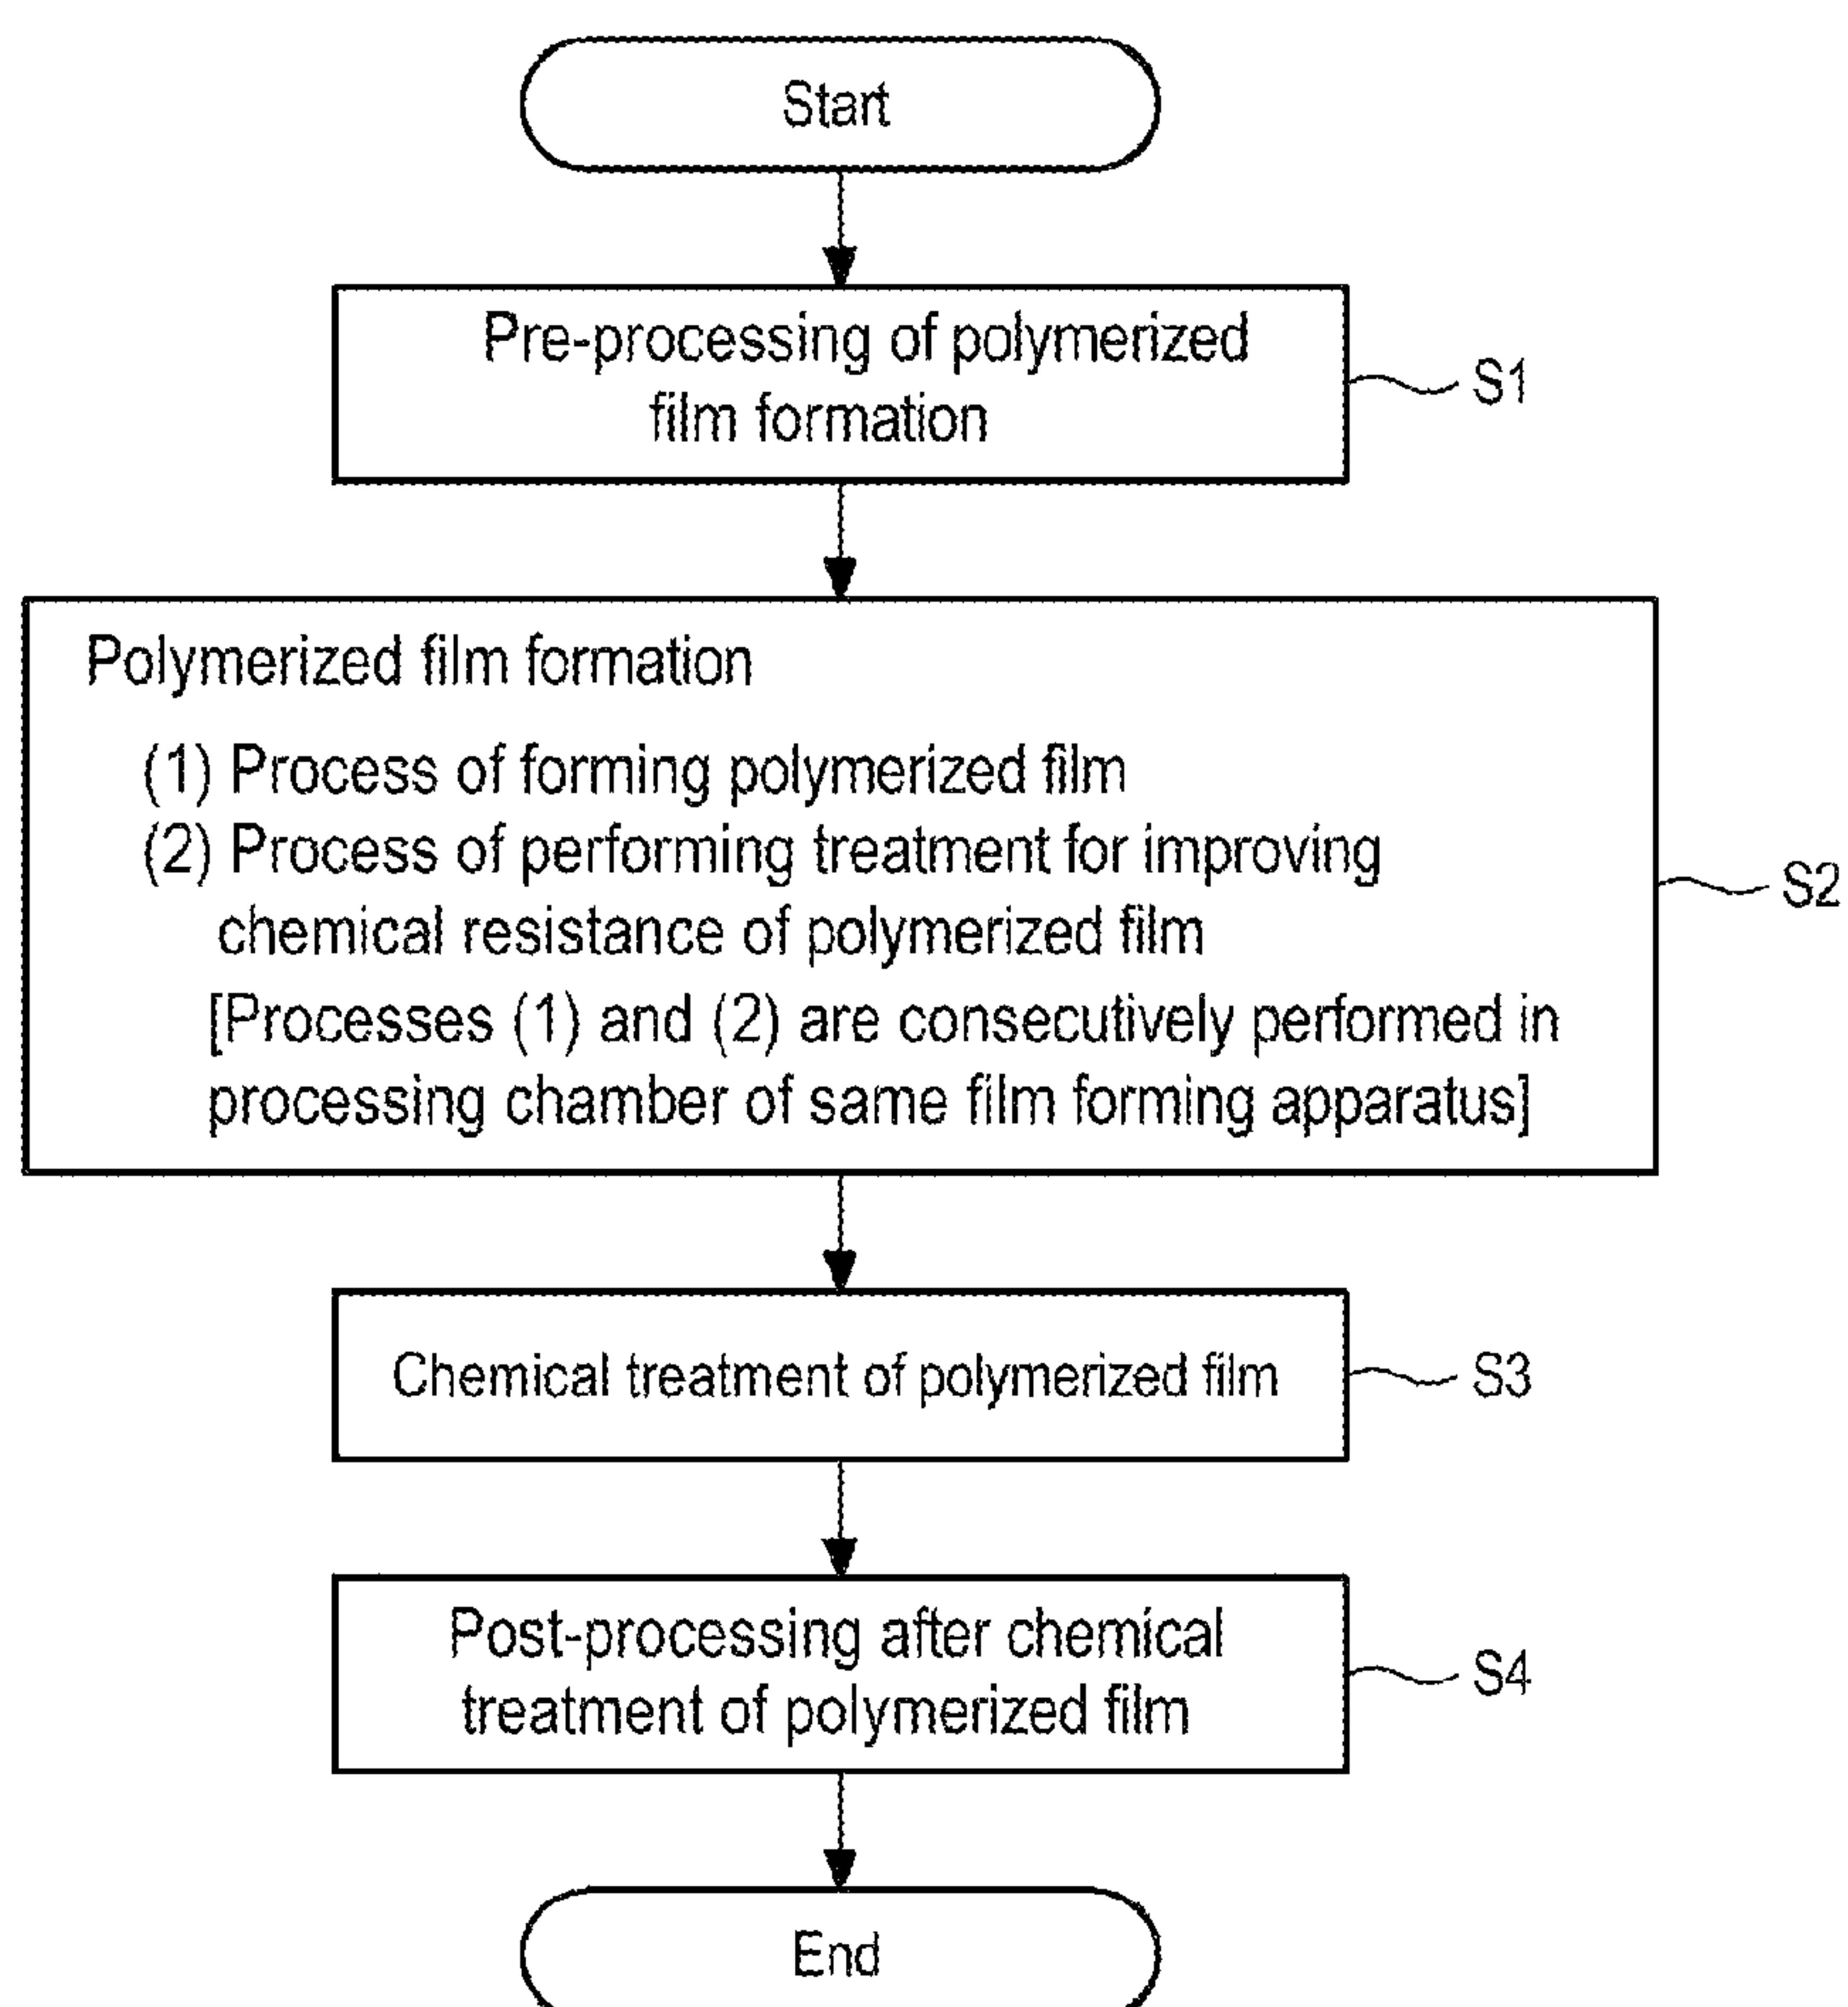 Start
Pre-processing of polymerized
film formation
S1
Polymerized film formation
(1) Process of forming polymerized film
(2) Process of performing treatment for improving
chemical resistance of polymerized film
[Processes (1) and (2) are consecutively performed in
processing chamber of same film forming apparatus]
S2
Chemical treatment of polymerized film
S3
Post-processing after chemical
treatment of polymerized film
S4
End